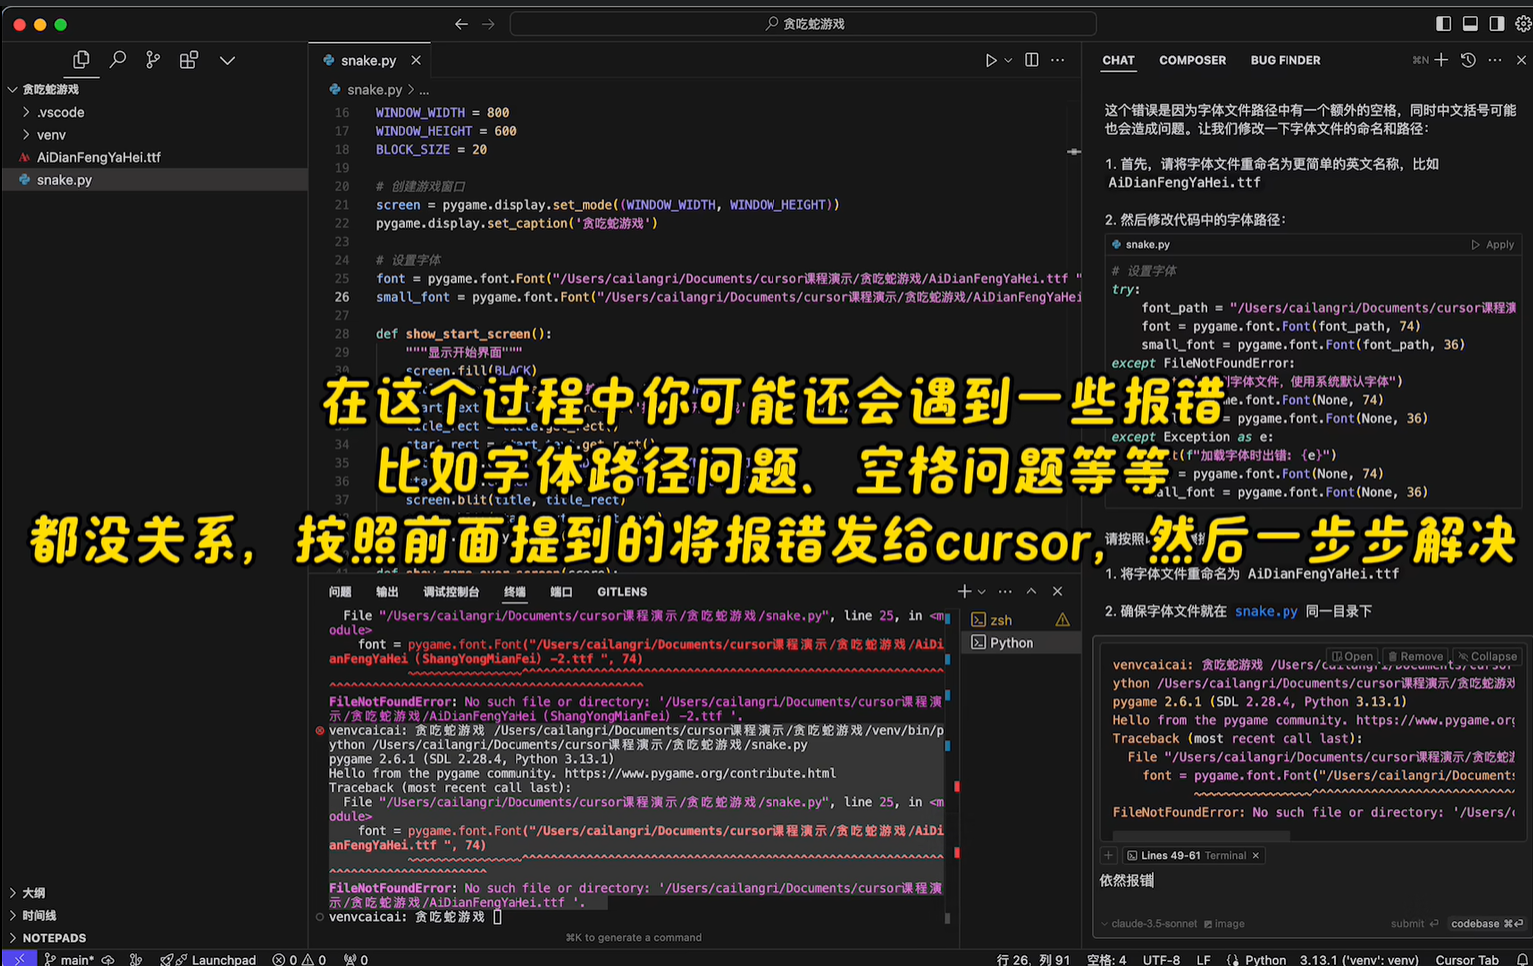 贪吃蛇游戏
snake.py
CHAT COMPOSER BUG FINDER ⌘N
贪吃蛇游戏
.vscode
venv
AiDianFengYaHei.ttf
snake.py
snake.py > ...
16 WINDOW_WIDTH = 800
17 WINDOW_HEIGHT = 600
18 BLOCK_SIZE = 20
19
20 # 创建游戏窗口
21 screen = pygame.display.set_mode((WINDOW_WIDTH, WINDOW_HEIGHT))
22 pygame.display.set_caption('贪吃蛇游戏')
23
24 # 设置字体
25 font = pygame.font.Font("/Users/cailangri/Documents/cursor课程演示/贪吃蛇游戏/AiDianFengYaHei.ttf "
26 small_font = pygame.font.Font("/Users/cailangri/Documents/cursor课程演示/贪吃蛇游戏/AiDianFengYaHei
27
28 def show_start_screen():
29 """显示开始界面"""
30 screen.fill(BLACK)
title_rect = title.get_rect()
34 start_rect = start_text.get_rect()
35
36
37 screen.blit(title, title_rect)
在这个过程中你可能还会遇到一些报错
比如字体路径问题、空格问题等等
都没关系，按照前面提到的将报错发给cursor，然后一步步解决
问题 输出 调试控制台 终端 端口 GITLENS
File "/Users/cailangri/Documents/cursor课程演示/贪吃蛇游戏/snake.py", line 25, in <m
odule>
font = pygame.font.Font("/Users/cailangri/Documents/cursor课程演示/贪吃蛇游戏/AiDi
anFengYaHei (ShangYongMianFei) -2.ttf ", 74)
FileNotFoundError: No such file or directory: '/Users/cailangri/Documents/cursor课程演
示/贪吃蛇游戏/AiDianFengYaHei (ShangYongMianFei) -2.ttf '.
venvcaicai: 贪吃蛇游戏 /Users/cailangri/Documents/cursor课程演示/贪吃蛇游戏/venv/bin/p
ython /Users/cailangri/Documents/cursor课程演示/贪吃蛇游戏/snake.py
pygame 2.6.1 (SDL 2.28.4, Python 3.13.1)
Hello from the pygame community. https://www.pygame.org/contribute.html
Traceback (most recent call last):
File "/Users/cailangri/Documents/cursor课程演示/贪吃蛇游戏/snake.py", line 25, in <m
odule>
font = pygame.font.Font("/Users/cailangri/Documents/cursor课程演示/贪吃蛇游戏/AiDi
anFengYaHei.ttf ", 74)
FileNotFoundError: No such file or directory: '/Users/cailangri/Documents/cursor课程演
示/贪吃蛇游戏/AiDianFengYaHei.ttf '.
venvcaicai: 贪吃蛇游戏
⌘K to generate a command
zsh
Python
这个错误是因为字体文件路径中有一个额外的空格，同时中文括号可能
也会造成问题。让我们修改一下字体文件的命名和路径：
1. 首先，请将字体文件重命名为更简单的英文名称，比如
AiDianFengYaHei.ttf
2. 然后修改代码中的字体路径：
snake.py Apply
# 设置字体
try:
font_path = "/Users/cailangri/Documents/cursor课程演
font = pygame.font.Font(font_path, 74)
small_font = pygame.font.Font(font_path, 36)
except FileNotFoundError:
到字体文件，使用系统默认字体")
.Font(None, 74)
pygame.font.Font(None, 36)
except Exception as e:
(f"加载字体时出错: {e}")
= pygame.font.Font(None, 74)
pygame.font.Font(None, 36)
请按照
1. 将字体文件重命名为 AiDianFengYaHei.ttf
2. 确保字体文件就在 snake.py 同一目录下
Open Remove Collapse
venvcaicai: 贪吃蛇游戏 /Users/cailangri/Documents/cursor
ython /Users/cailangri/Documents/cursor课程演示/贪吃蛇游戏
pygame 2.6.1 (SDL 2.28.4, Python 3.13.1)
Hello from the pygame community. https://www.pygame.org
Traceback (most recent call last):
File "/Users/cailangri/Documents/cursor课程演示/贪吃蛇
font = pygame.font.Font("/Users/cailangri/Documents
FileNotFoundError: No such file or directory: '/Users/c
Lines 49-61 Terminal
依然报错
claude-3.5-sonnet image submit codebase
大纲
时间线
NOTEPADS
main* Launchpad 0 0 0 行 26, 列 91 空格: 4 UTF-8 LF Python 3.13.1 ('venv': venv) Cursor Tab